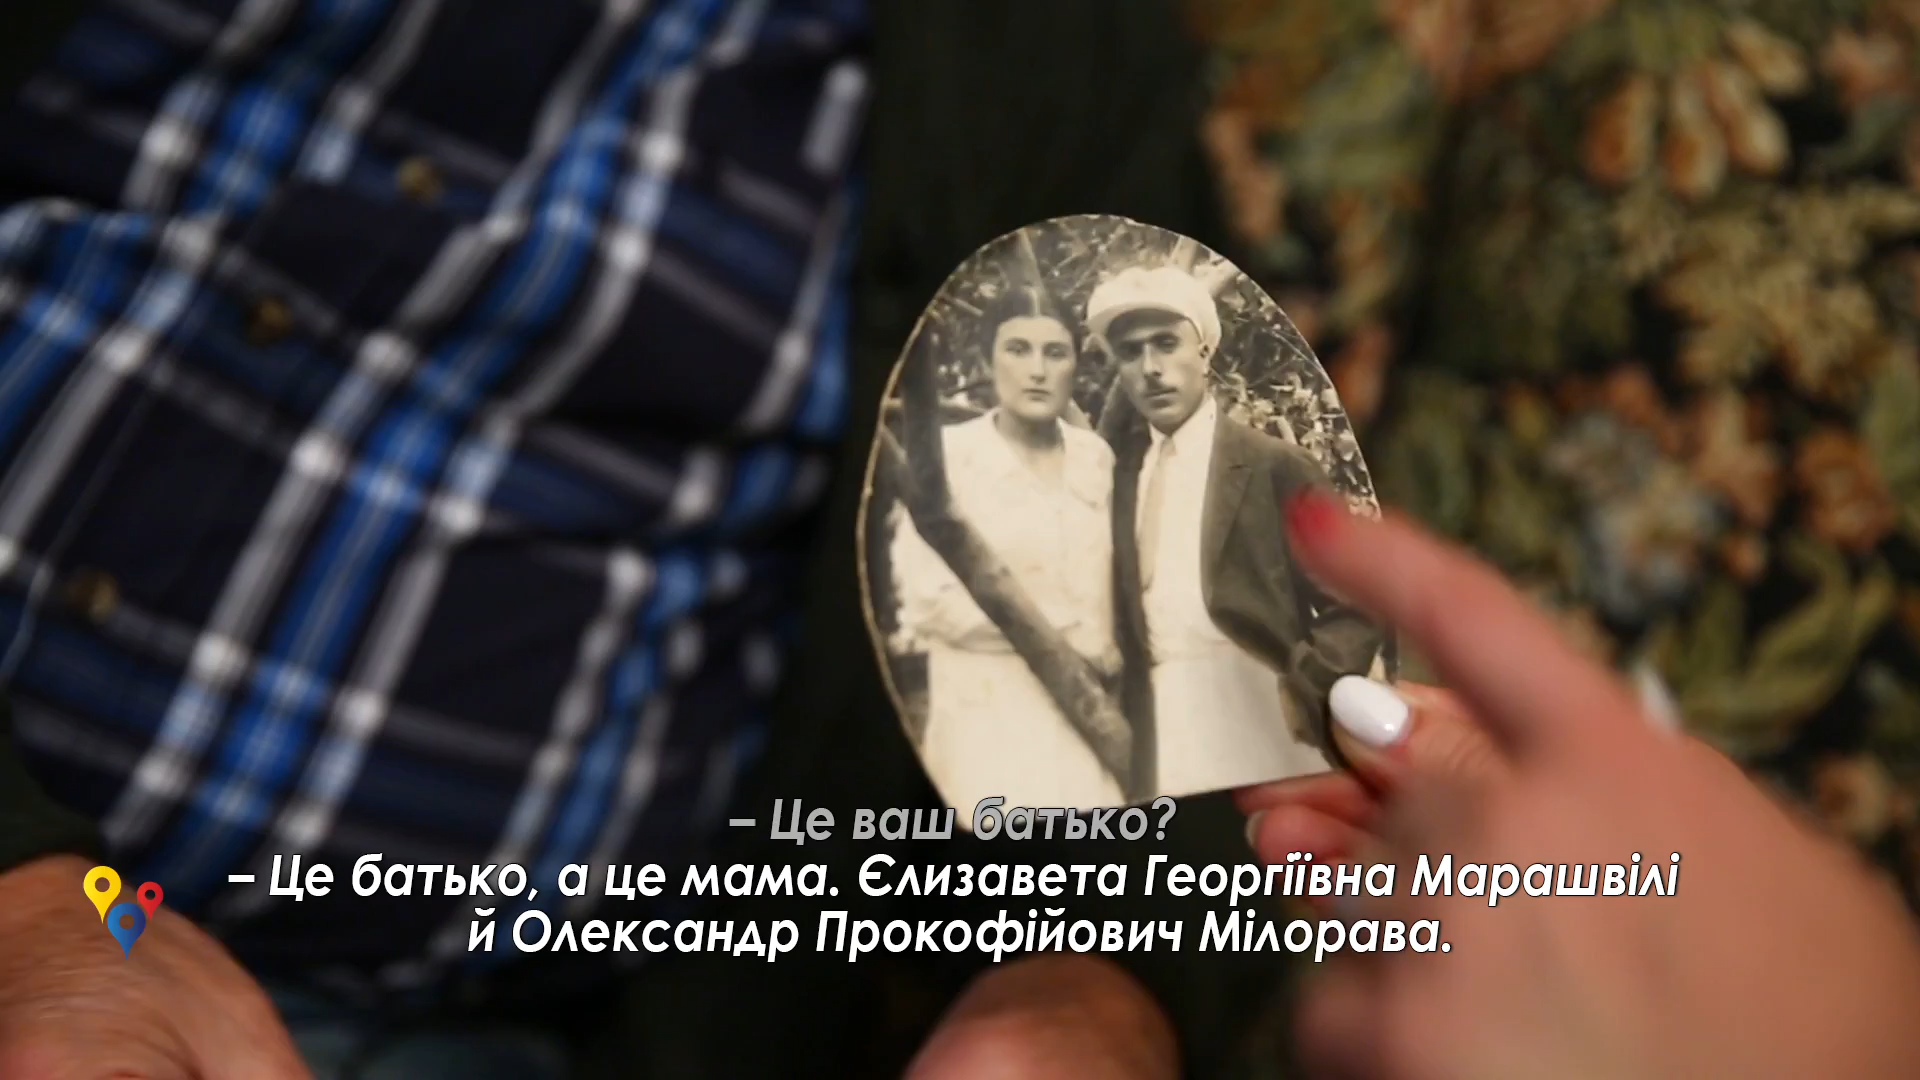 – Це ваш батько?
– Це батько, а це мама. Єлизавета Георгіївна Марашвілі
й Олександр Прокофійович Мілорава.